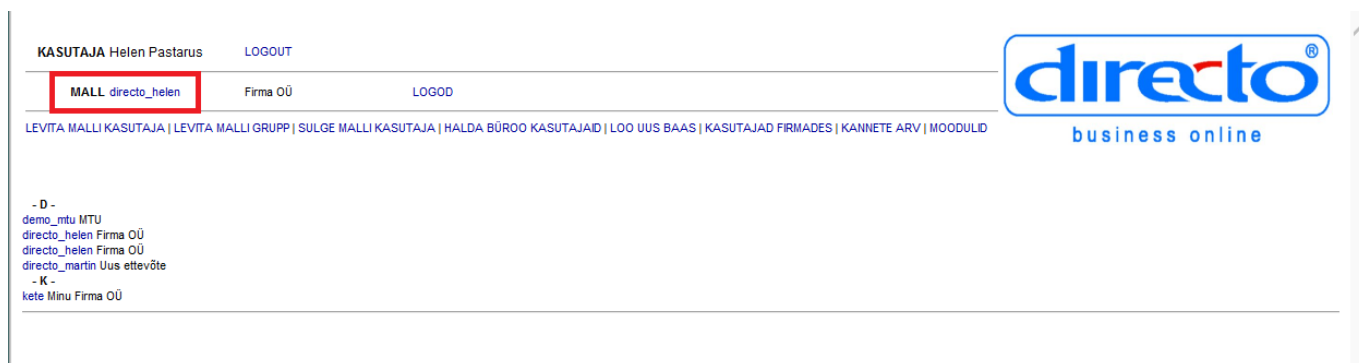 KASUTAJA Helen Pastarus LOGOUT
MALL directo_helen Firma OÜ LOGOD
LEVITA MALLI KASUTAJA | LEVITA MALLI GRUPP | SULGE MALLI KASUTAJA | HALDA BÜROO KASUTAJAID | LOO UUS BAAS | KASUTAJAD FIRMADES | KANNETE ARV | MOODULID
directo®
business online
- D -
demo_mtu MTU
directo_helen Firma OÜ
directo_helen Firma OÜ
directo_martin Uus ettevõte
- K -
kete Minu Firma OÜ